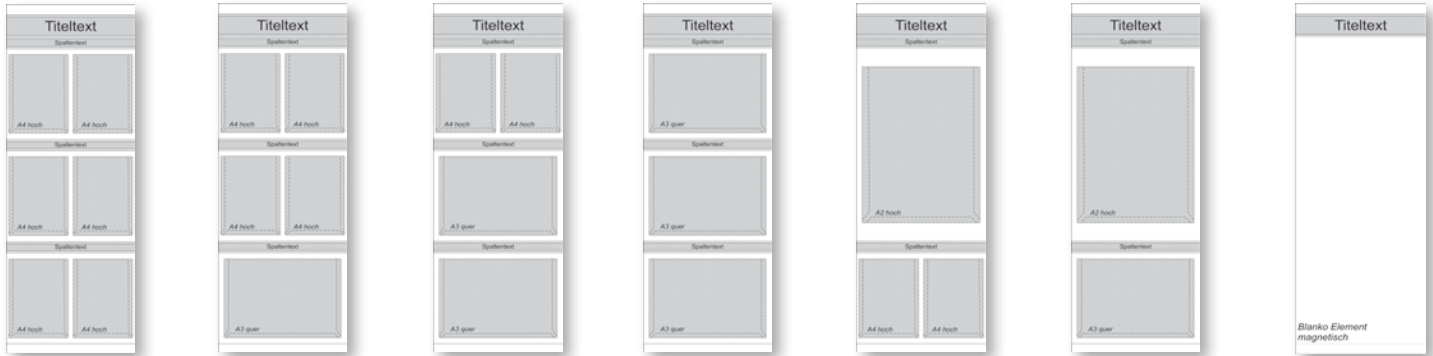 Titeltext
Spaltentext
A4 hoch A4 hoch
Spaltentext
A4 hoch A4 hoch
Spaltentext
A4 hoch A4 hoch
Titeltext
Spaltentext
A4 hoch A4 hoch
Spaltentext
A4 hoch A4 hoch
Spaltentext
A3 quer
Titeltext
Spaltentext
A4 hoch A4 hoch
Spaltentext
A3 quer
Spaltentext
A3 quer
Titeltext
Spaltentext
A3 quer
Spaltentext
A3 quer
Spaltentext
A3 quer
Titeltext
Spaltentext
A2 hoch
Spaltentext
A4 hoch A4 hoch
Titeltext
Spaltentext
A2 hoch
Spaltentext
A3 quer
Titeltext
Blanko Element
magnetisch